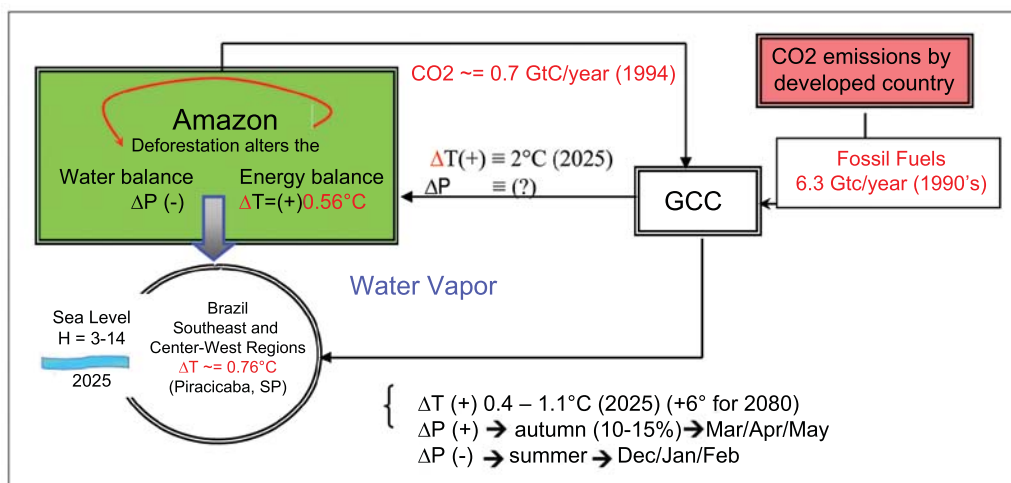 CO2 emissions by
developed country
CO2 ~= 0.7 GtC/year (1994)
Amazon
Deforestation alters the
Water balance
ΔP (-)
Energy balance
ΔT=(+)0.56°C
ΔT(+) ≡ 2°C (2025)
ΔP ≡ (?)
Fossil Fuels
6.3 Gtc/year (1990's)
GCC
Water Vapor
Sea Level
H = 3-14
2025
Brazil
Southeast and
Center-West Regions
ΔT ~= 0.76°C
(Piracicaba, SP)
{ ΔT (+) 0.4 – 1.1°C (2025) (+6° for 2080)
ΔP (+) ➔ autumn (10-15%) ➔ Mar/Apr/May
ΔP (-) ➔ summer ➔ Dec/Jan/Feb